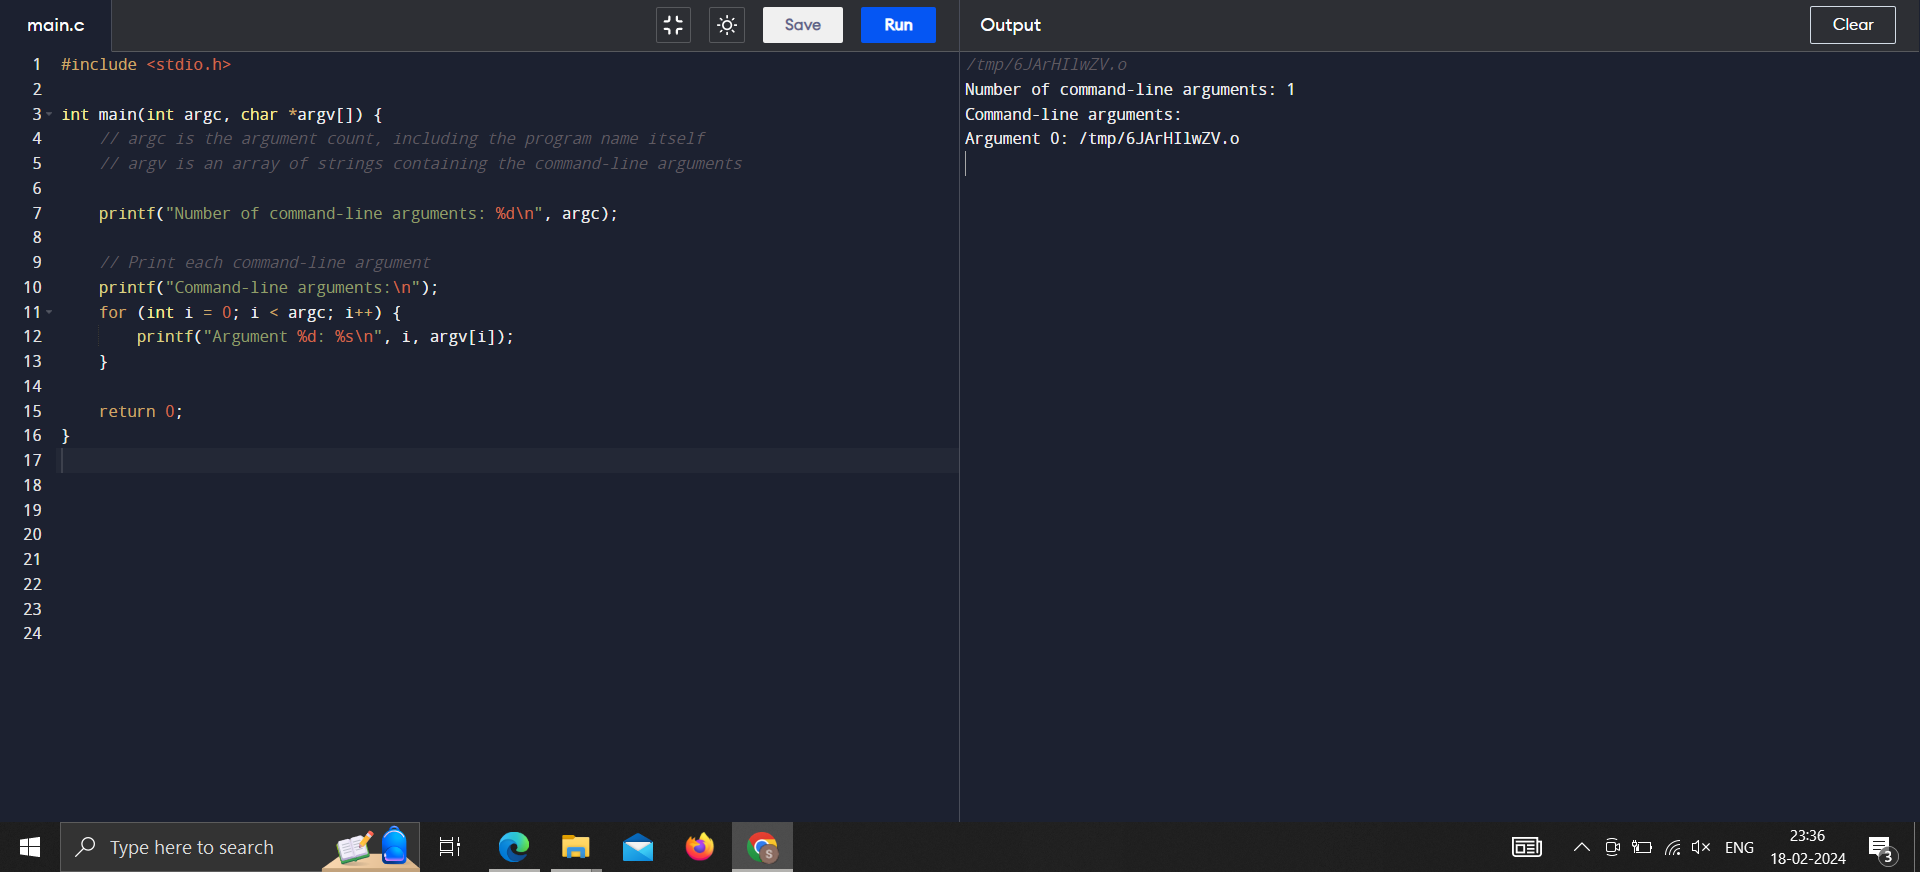 main.c
Save
Run
Output
Clear
1 #include <stdio.h>
2
3 int main(int argc, char *argv[]) {
4 // argc is the argument count, including the program name itself
5 // argv is an array of strings containing the command-line arguments
6
7 printf("Number of command-line arguments: %d\n", argc);
8
9 // Print each command-line argument
10 printf("Command-line arguments:\n");
11 for (int i = 0; i < argc; i++) {
12 printf("Argument %d: %s\n", i, argv[i]);
13 }
14
15 return 0;
16 }
17
18
19
20
21
22
23
24
/tmp/6JArHIlwZV.o
Number of command-line arguments: 1
Command-line arguments:
Argument 0: /tmp/6JArHIlwZV.o
Type here to search
S
ENG
23:36
18-02-2024
3